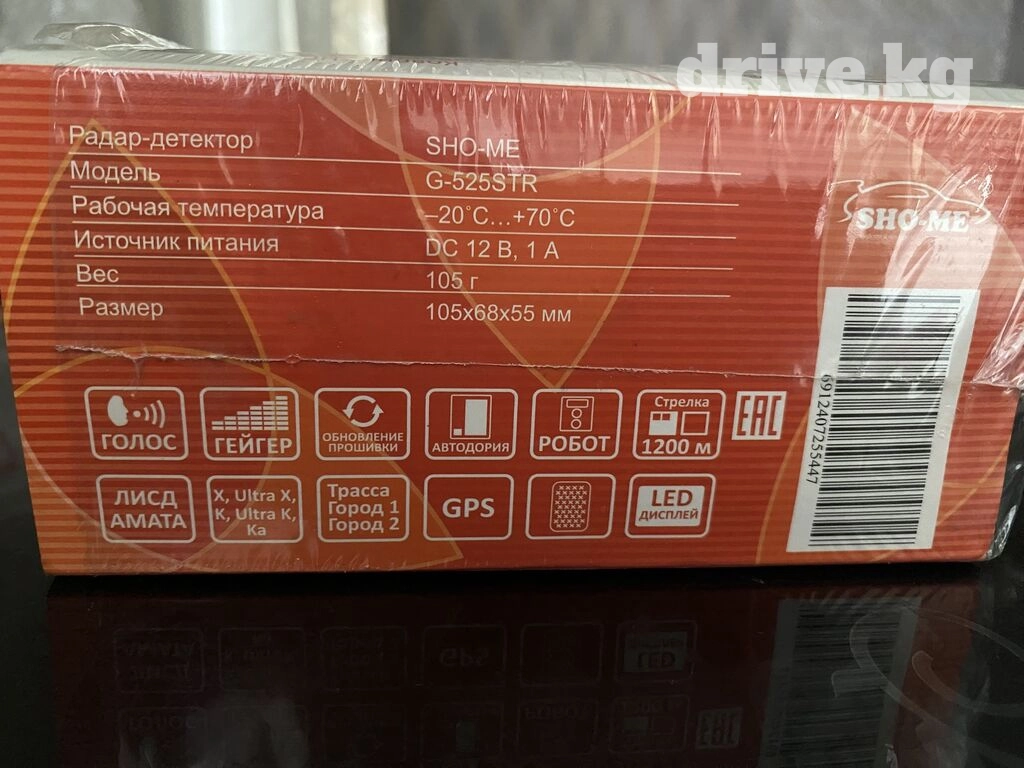 drive.kg
Радар-детектор SHO-ME
Модель G-525STR
Рабочая температура –20°C...+70°C
Источник питания DC 12 В, 1 А
Вес 105 г
Размер 105x68x55 мм
SHO-ME
ГОЛОС
ГЕЙГЕР
ОБНОВЛЕНИЕ
ПРОШИВКИ
АВТОДОРИЯ
РОБОТ
Стрелка
1200 м
EAC
ЛИСД
АМАТА
X, Ultra X,
K, Ultra K,
Ka
Трасса
Город 1
Город 2
GPS
LED
ДИСПЛЕЙ
6912407255447